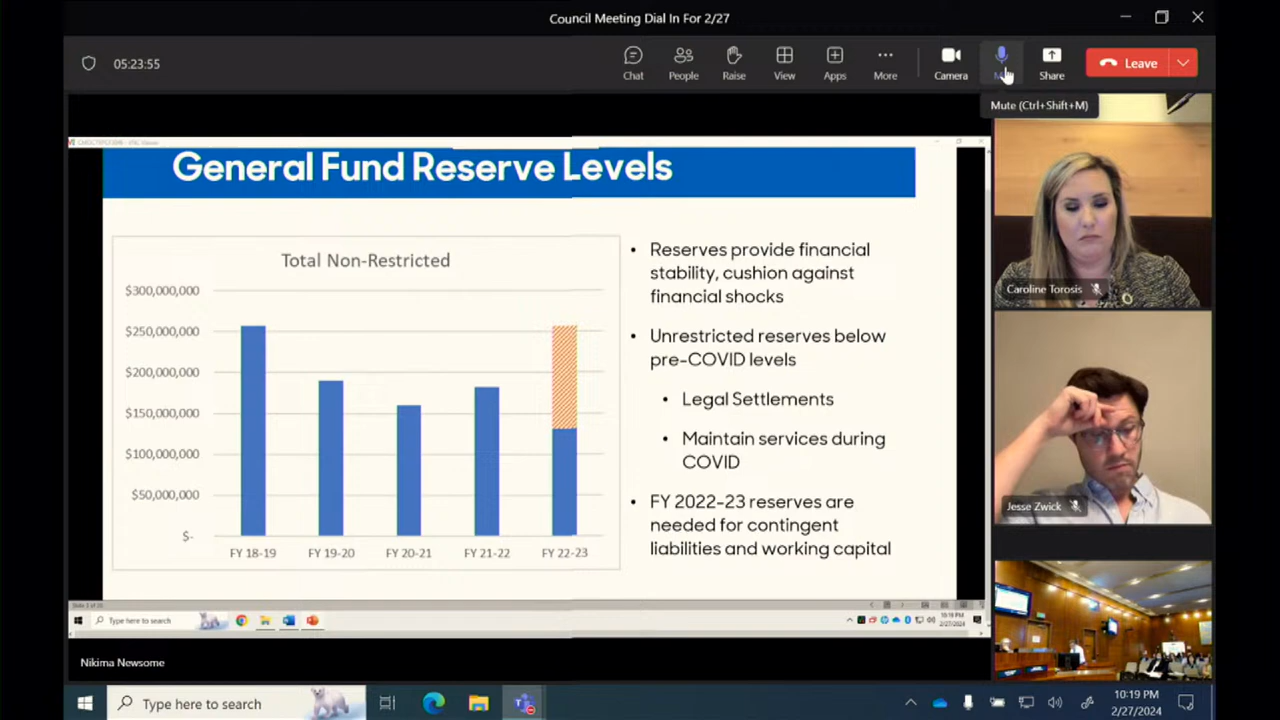 Council Meeting Dial In For 2/27
05:23:55
Chat
People
Raise
View
Apps
More
Camera
Share
Leave
Mute (Ctrl+Shift+M)
General Fund Reserve Levels
Total Non-Restricted
$300,000,000
$250,000,000
$200,000,000
$150,000,000
$100,000,000
$50,000,000
$-
FY 18-19
FY 19-20
FY 20-21
FY 21-22
FY 22-23
• Reserves provide financial
stability, cushion against
financial shocks
• Unrestricted reserves below
pre-COVID levels
• Legal Settlements
• Maintain services during
COVID
• FY 2022-23 reserves are
needed for contingent
liabilities and working capital
Caroline Torosis
Jesse Zwick
Type here to search
10:19 PM
2/27/2024
Nikima Newsome
Type here to search
10:19 PM
2/27/2024